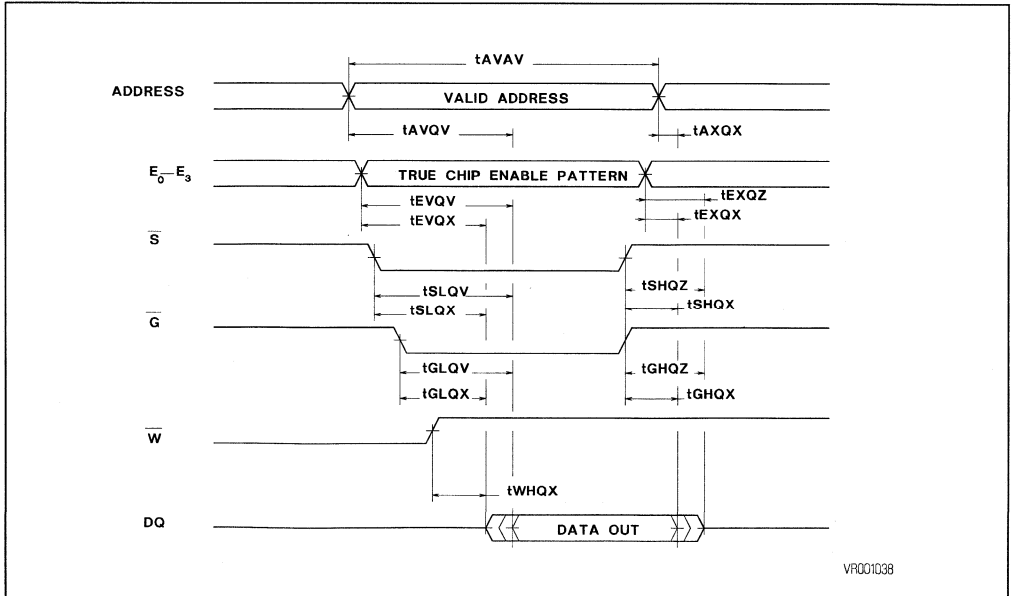 tAVAV
ADDRESS
VALID ADDRESS
tAVQV
tAXQX
E0—E3
TRUE CHIP ENABLE PATTERN
tEXQZ
tEVQV
tEXQX
tEVQX
S̅
tSLQV
tSHQZ
tSLQX
tSHQX
G̅
tGLQV
tGHQZ
tGLQX
tGHQX
W̅
tWHQX
DQ
DATA OUT
VR001038